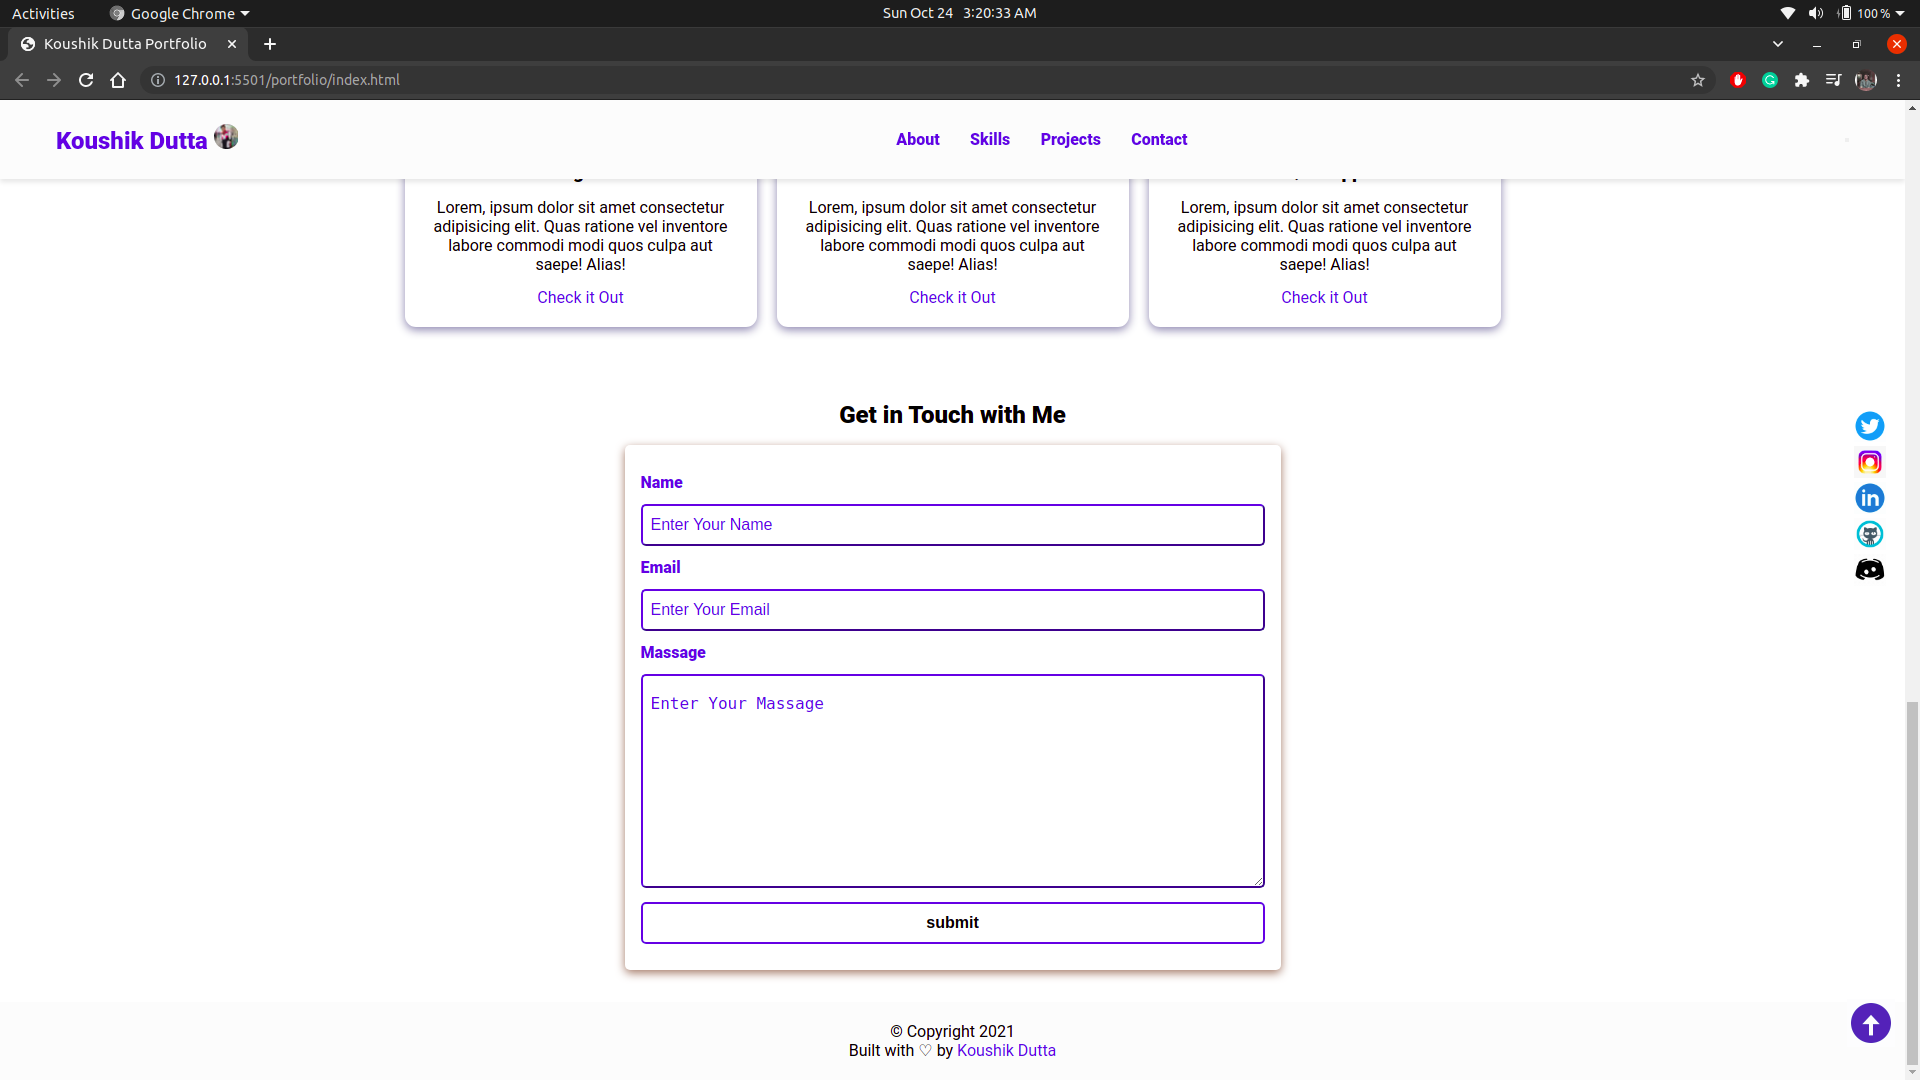 Activities
Google Chrome
Sun Oct 24 3:20:33 AM
100 %
Koushik Dutta Portfolio
127.0.0.1:5501/portfolio/index.html
Koushik Dutta
About
Skills
Projects
Contact
Lorem, ipsum dolor sit amet consectetur
adipisicing elit. Quas ratione vel inventore
labore commodi modi quos culpa aut
saepe! Alias!
Check it Out
Lorem, ipsum dolor sit amet consectetur
adipisicing elit. Quas ratione vel inventore
labore commodi modi quos culpa aut
saepe! Alias!
Check it Out
Lorem, ipsum dolor sit amet consectetur
adipisicing elit. Quas ratione vel inventore
labore commodi modi quos culpa aut
saepe! Alias!
Check it Out
Get in Touch with Me
Name
Enter Your Name
Email
Enter Your Email
Massage
Enter Your Massage
submit
© Copyright 2021
Built with ♡ by Koushik Dutta